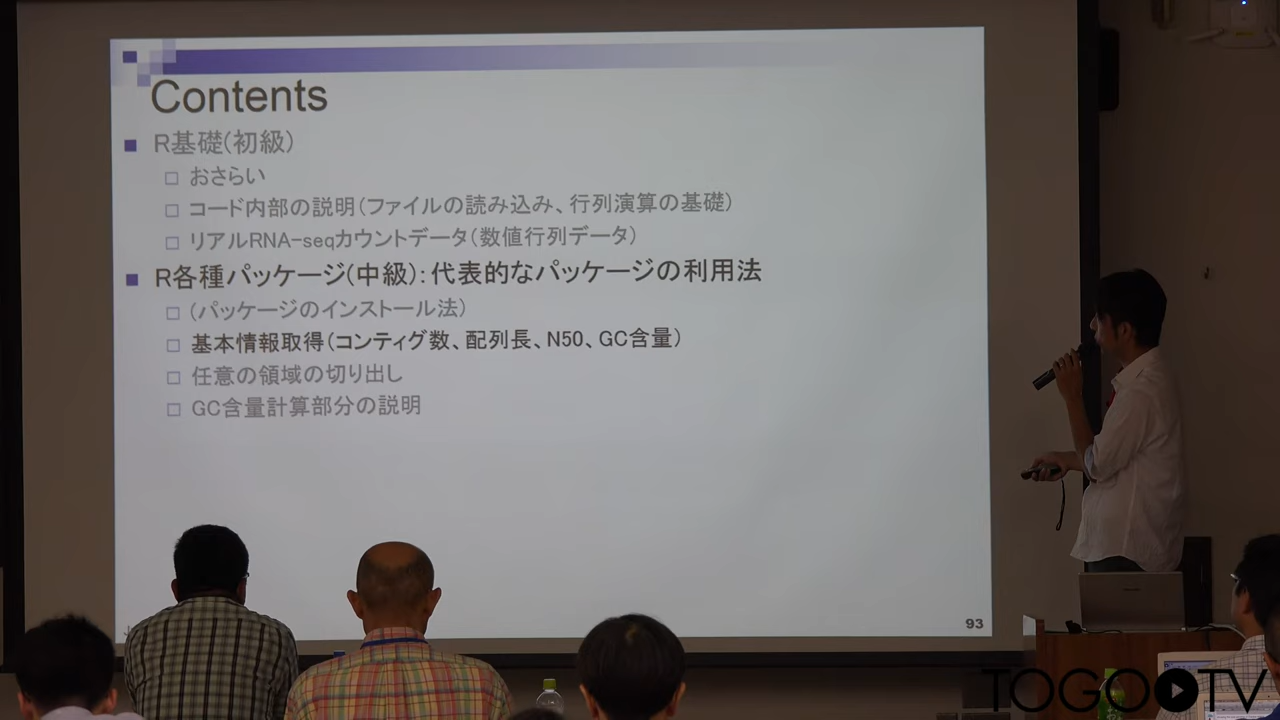 Contents
R基礎(初級)
おさらい
コード内部の説明(ファイルの読み込み、行列演算の基礎)
リアルRNA-seqカウントデータ(数値行列データ)
R各種パッケージ(中級):代表的なパッケージの利用法
(パッケージのインストール法)
基本情報取得(コンティグ数、配列長、N50、GC含量)
任意の領域の切り出し
GC含量計算部分の説明
93
TOGO TV